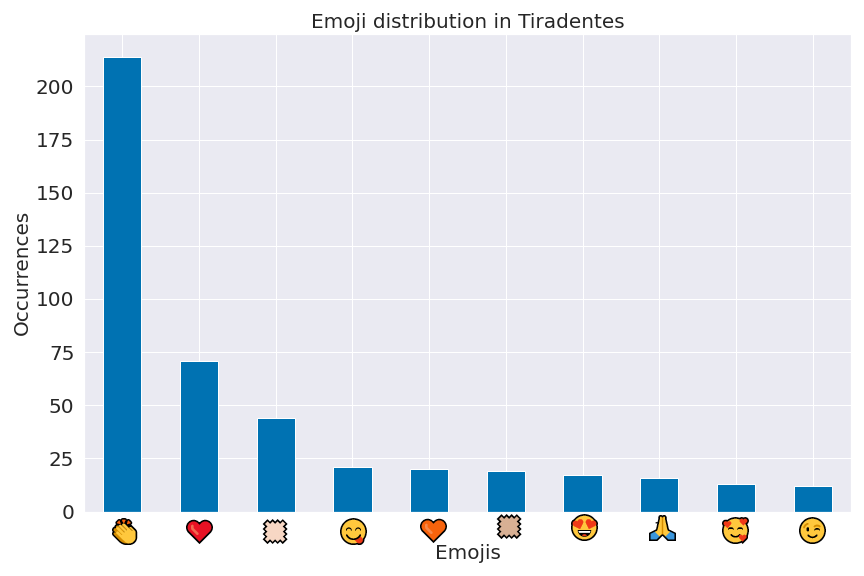 Emoji distribution in Tiradentes
Occurrences
200
175
150
125
100
75
50
25
0
👏 ❤️ 🏻 😋 🧡 🏽 😍 🙏 🥰 😉
Emojis